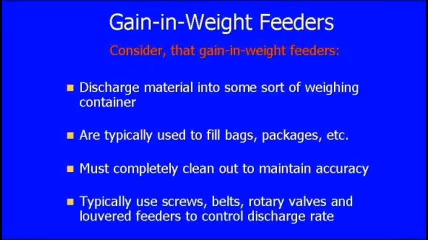 Gain-in-Weight Feeders
Consider, that gain-in-weight feeders:
Discharge material into some sort of weighing
container
Are typically used to fill bags, packages, etc.
Must completely clean out to maintain accuracy
Typically use screws, belts, rotary valves and
louvered feeders to control discharge rate